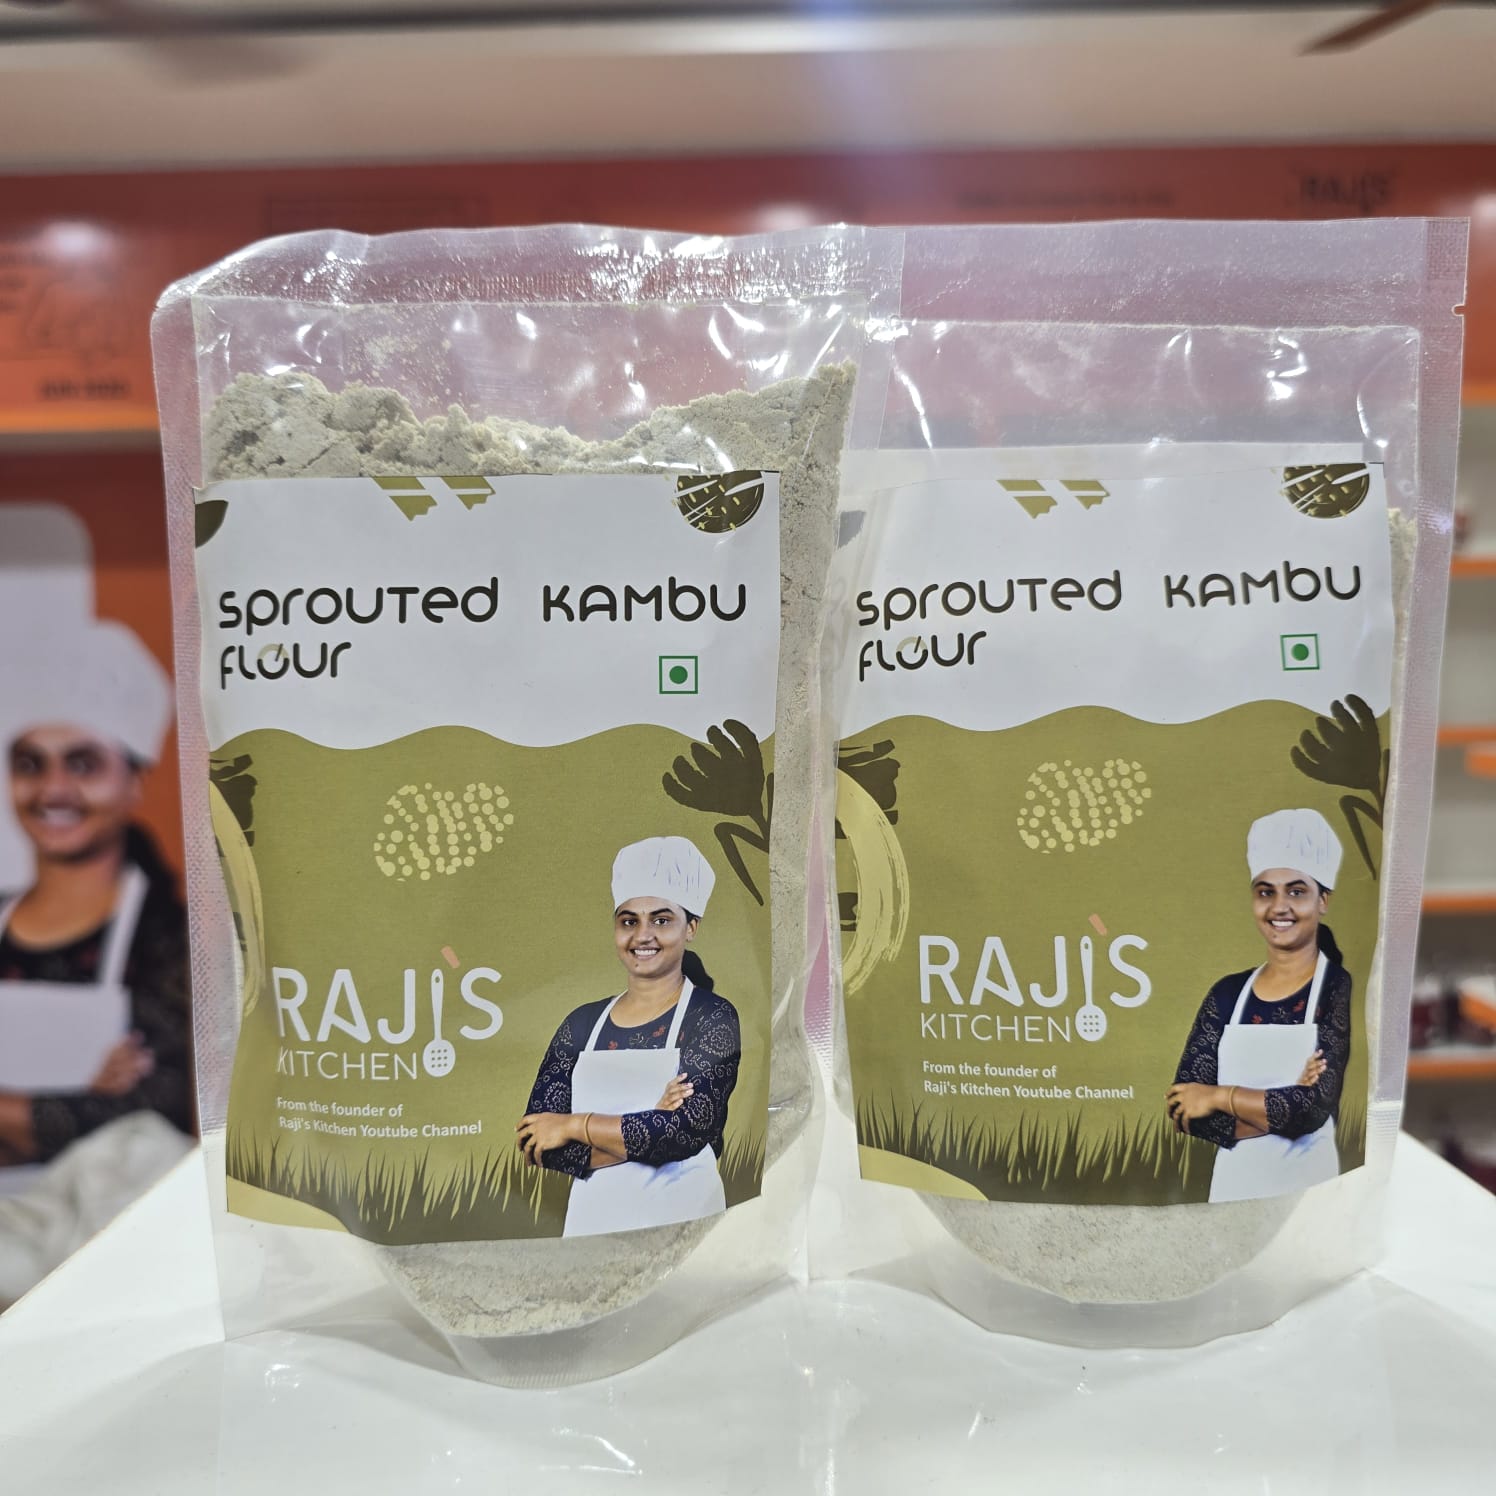 sprouted kambu
flour
RAJI'S
KITCHEN
From the founder of
Raji's Kitchen Youtube Channel
sprouted kambu
flour
RAJI'S
KITCHEN
From the founder of
Raji's Kitchen Youtube Channel
RAJI'S